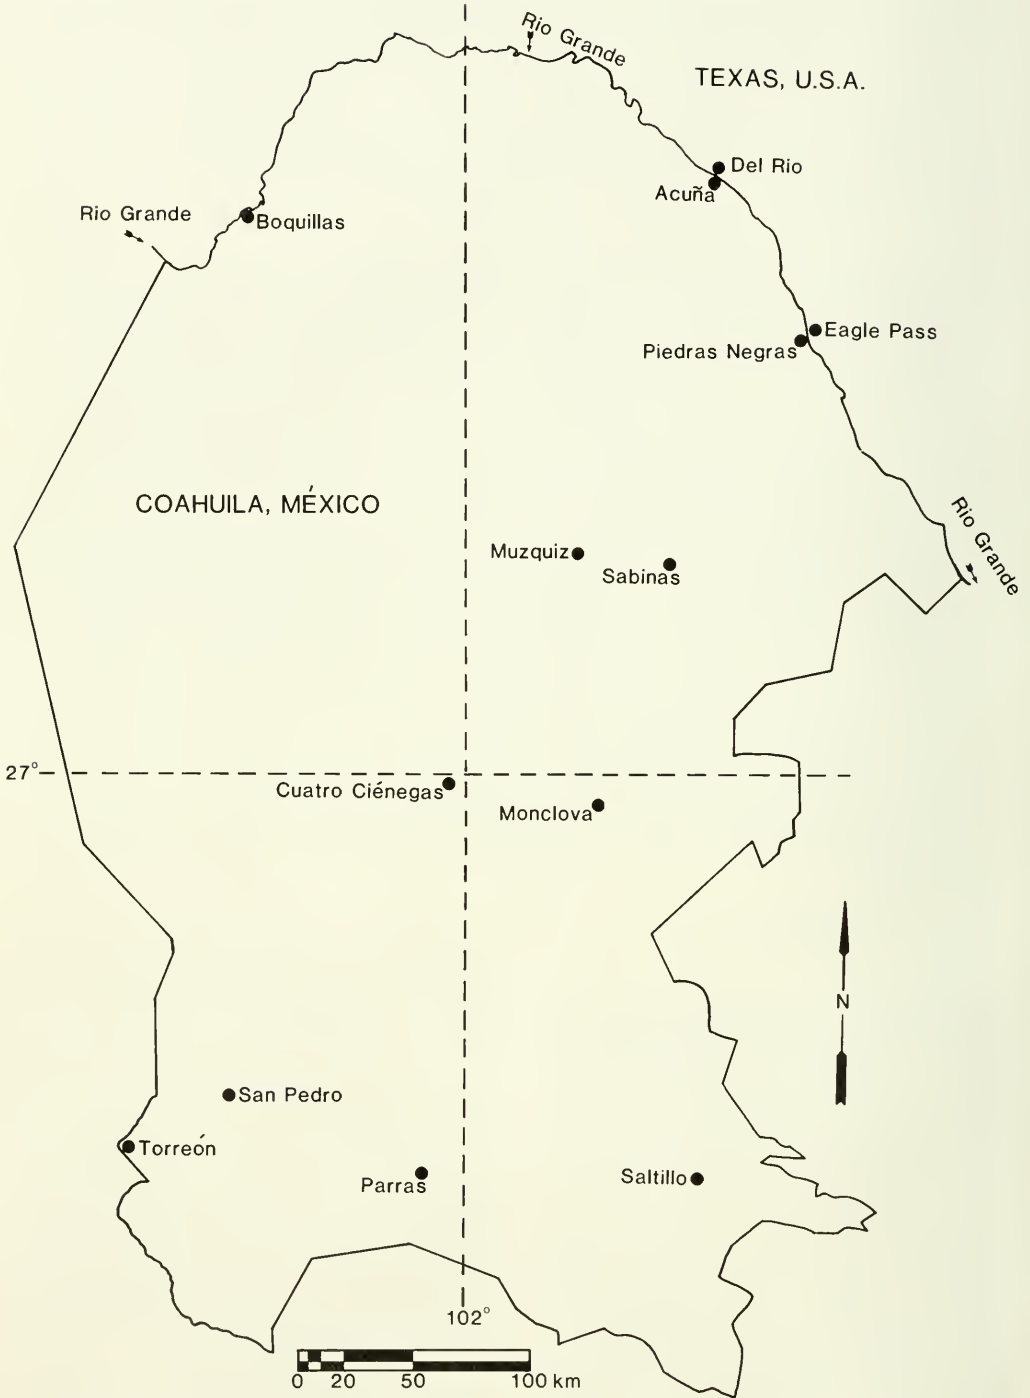 Rio Grande
TEXAS, U.S.A.
Del Rio
Acuña
Rio Grande
Boquillas
Eagle Pass
Piedras Negras
COAHUILA, MÉXICO
Rio Grande
Muzquiz
Sabinas
27°
Cuatro Ciénegas
Monclova
N
San Pedro
Torreón
Parras
Saltillo
102°
0 20 50 100 km